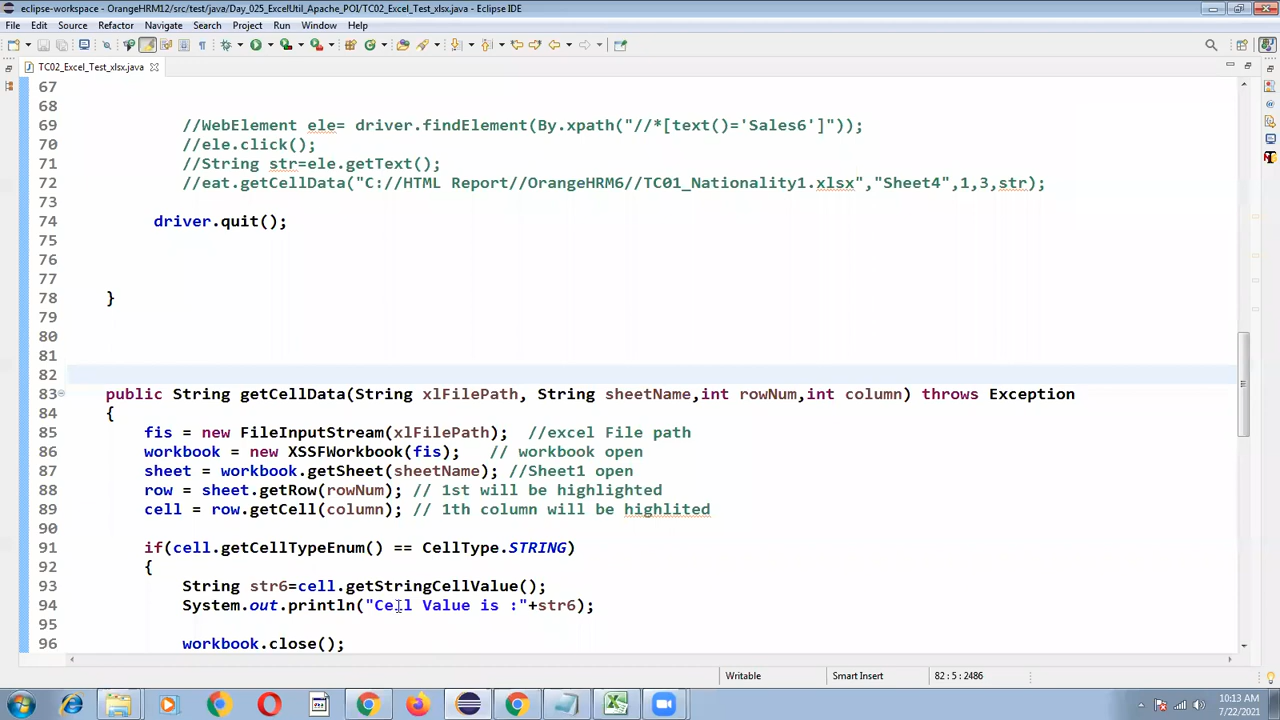 eclipse-workspace - OrangeHRM12/src/test/java/Day_025_ExcelUtil_Apache_POI/TC02_Excel_Test_xlsx.java - Eclipse IDE
File Edit Source Refactor Navigate Search Project Run Window Help
TC02_Excel_Test_xlsx.java
67
68
69 //WebElement ele= driver.findElement(By.xpath("//*[text()='Sales6']"));
70 //ele.click();
71 //String str=ele.getText();
72 //eat.getCellData("C://HTML Report//OrangeHRM6//TC01_Nationality1.xlsx","Sheet4",1,3,str);
73
74 driver.quit();
75
76
77
78 }
79
80
81
82
83 public String getCellData(String xlFilePath, String sheetName,int rowNum,int column) throws Exception
84 {
85 fis = new FileInputStream(xlFilePath); //excel File path
86 workbook = new XSSFWorkbook(fis); // workbook open
87 sheet = workbook.getSheet(sheetName); //Sheet1 open
88 row = sheet.getRow(rowNum); // 1st will be highlighted
89 cell = row.getCell(column); // 1th column will be highlited
90
91 if(cell.getCellTypeEnum() == CellType.STRING)
92 {
93 String str6=cell.getStringCellValue();
94 System.out.println("Cell Value is :"+str6);
95
96 workbook.close();
Writable Smart Insert 82 : 5 : 2486
10:13 AM
7/22/2021